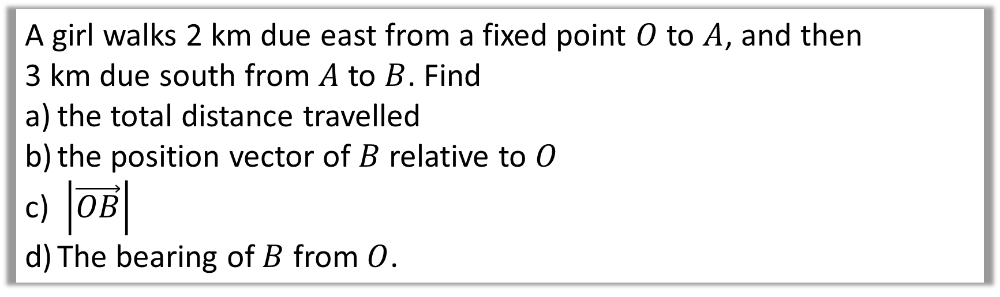 A girl walks 2 km due east from a fixed point O to A, and then
3 km due south from A to B. Find
a) the total distance travelled
b) the position vector of B relative to O
c) |\overrightarrow{OB}|
d) The bearing of B from O.